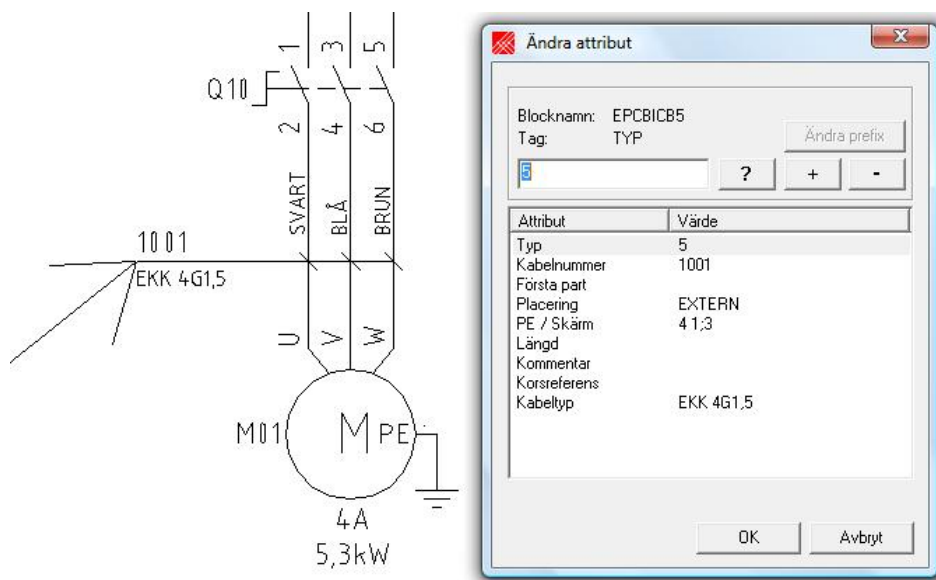 1 3 5
Q10
2 4 6
SVART BLÅ BRUN
1001
EKK 4G1,5
U V W
M01 M PE
4A
5,3kW
Ändra attribut
Blocknamn: EPCBICB5
Tag: TYP
Ändra prefix
5 ? + -
Attribut Värde
Typ 5
Kabelnummer 1001
Första part
Placering EXTERN
PE / Skärm 4 1;3
Längd
Kommentar
Korsreferens
Kabeltyp EKK 4G1,5
OK Avbryt